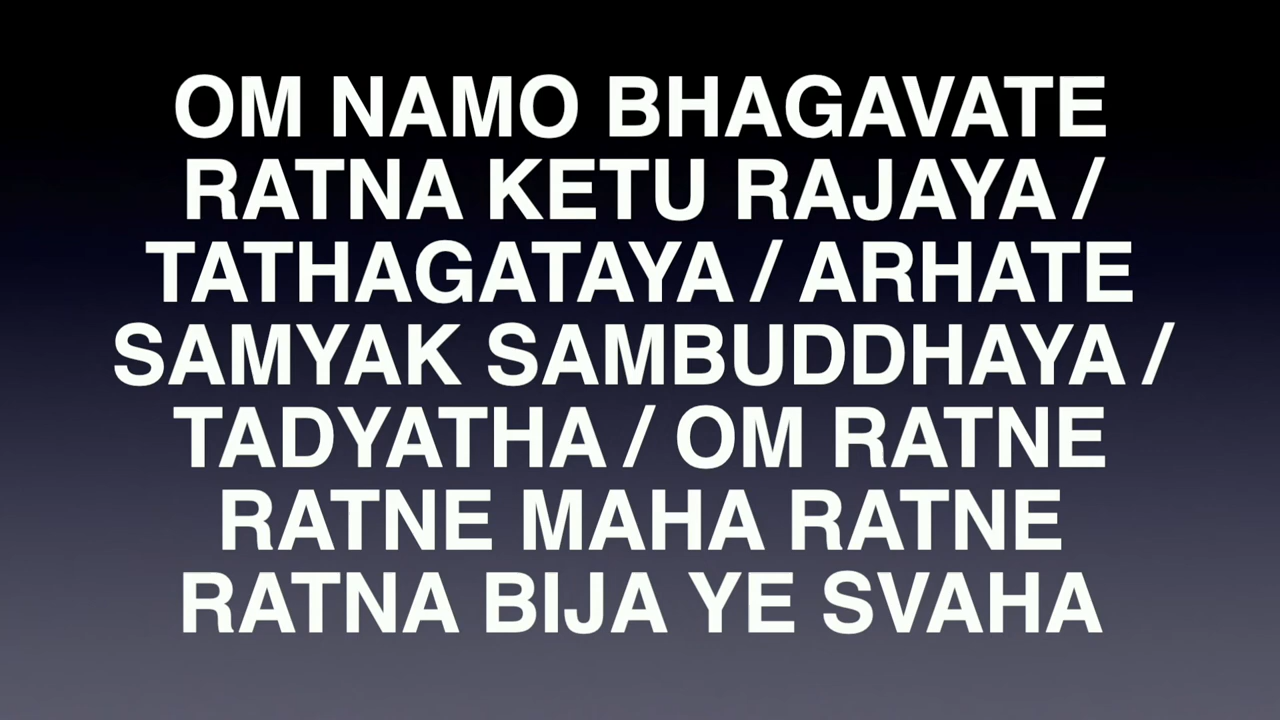 OM NAMO BHAGAVATE
RATNA KETU RAJAYA /
TATHAGATAYA / ARHATE
SAMYAK SAMBUDDHAYA /
TADYATHA / OM RATNE
RATNE MAHA RATNE
RATNA BIJA YE SVAHA